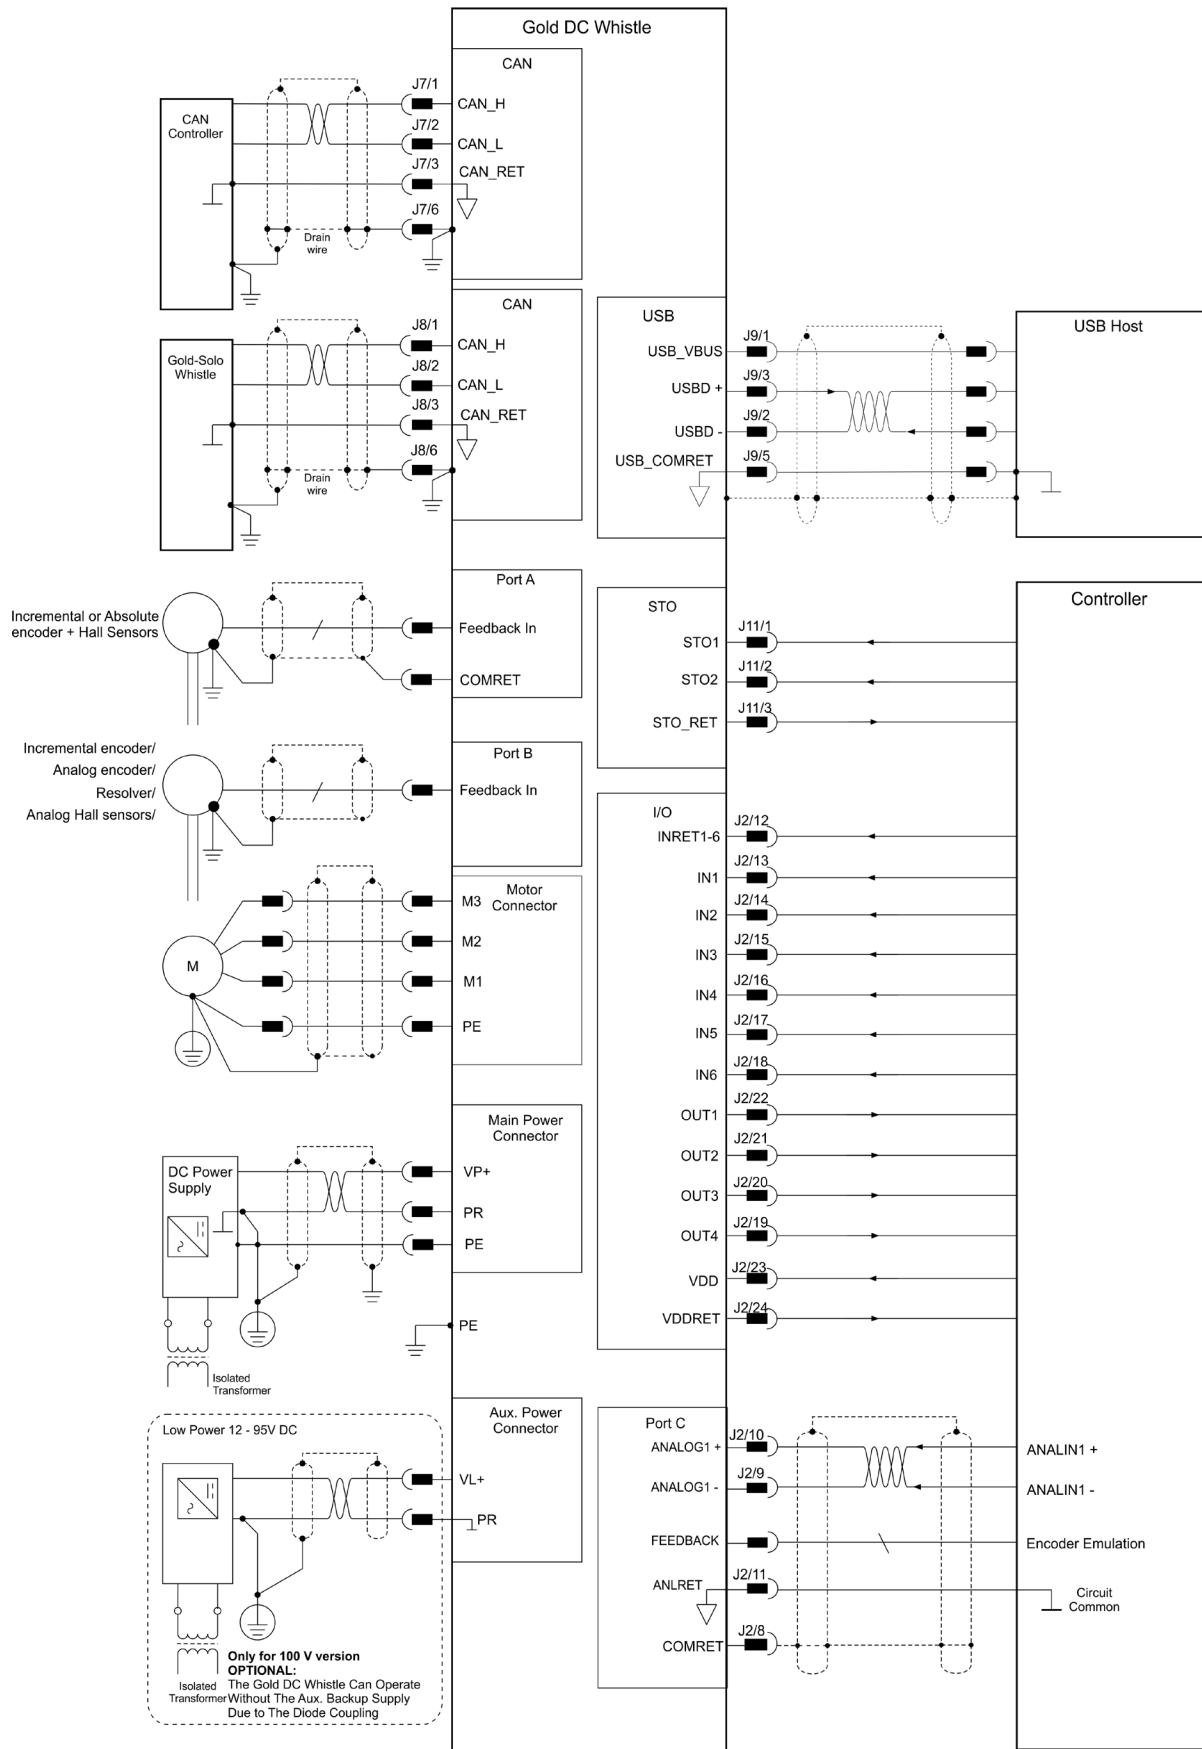 Gold DC Whistle
CAN
CAN
Controller
J7/1
CAN_H
J7/2
CAN_L
J7/3
CAN_RET
J7/6
Drain
wire
CAN
Gold-Solo
Whistle
J8/1
CAN_H
J8/2
CAN_L
J8/3
CAN_RET
J8/6
Drain
wire
USB
USB Host
J9/1
USB_VBUS
J9/3
USBD +
J9/2
USBD -
J9/5
USB_COMRET
Port A
Incremental or Absolute
encoder + Hall Sensors
Feedback In
COMRET
STO
Controller
J11/1
STO1
J11/2
STO2
J11/3
STO_RET
Port B
Incremental encoder/
Analog encoder/
Resolver/
Analog Hall sensors/
Feedback In
Motor
Connector
M3
M2
M
M1
PE
I/O
J2/12
INRET1-6
J2/13
IN1
J2/14
IN2
J2/15
IN3
J2/16
IN4
J2/17
IN5
J2/18
IN6
J2/22
OUT1
J2/21
OUT2
J2/20
OUT3
J2/19
OUT4
J2/23
VDD
J2/24
VDDRET
Main Power
Connector
DC Power
Supply
VP+
PR
PE
PE
Isolated
Transformer
Aux. Power
Connector
Low Power 12 - 95V DC
VL+
PR
Isolated
Transformer
Only for 100 V version
OPTIONAL:
The Gold DC Whistle Can Operate
Without The Aux. Backup Supply
Due to The Diode Coupling
Port C
J2/10
ANALOG1 +
ANALIN1 +
J2/9
ANALOG1 -
ANALIN1 -
FEEDBACK
Encoder Emulation
J2/11
ANLRET
Circuit
Common
J2/8
COMRET